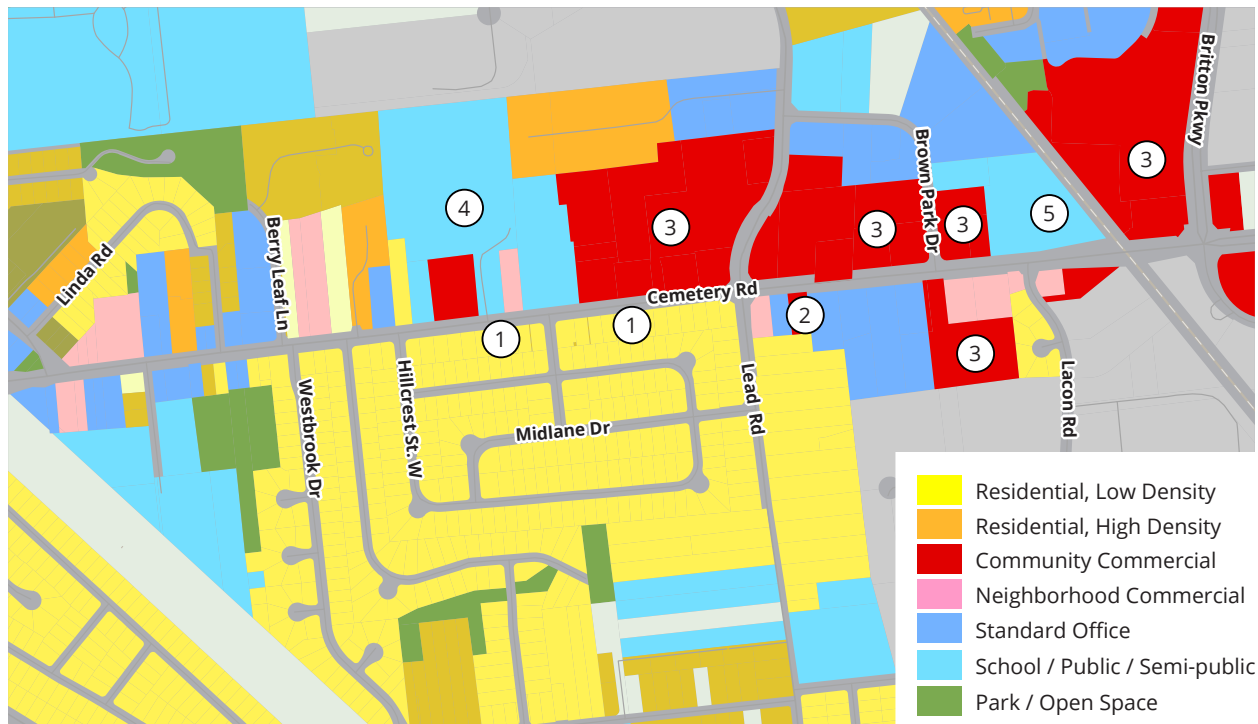 Britton Pkwy
Brown Park Dr
3
4
5
3
3
3
Berry Leaf Ln
Linda Rd
Cemetery Rd
2
1
1
3
Hillcrest St. W
Westbrook Dr
Midlane Dr
Lead Rd
Lacon Rd
Residential, Low Density
Residential, High Density
Community Commercial
Neighborhood Commercial
Standard Office
School / Public / Semi-public
Park / Open Space